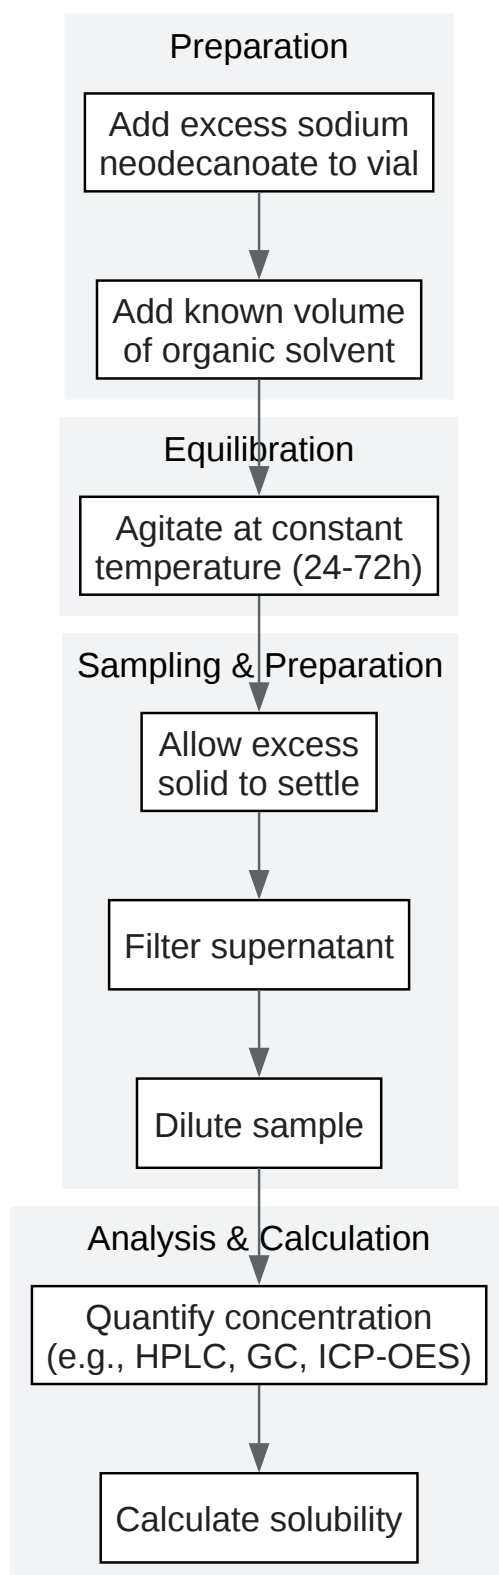 Preparation
Add excess sodium
neodecanoate to vial
Add known volume
of organic solvent
Equilibration
Agitate at constant
temperature (24-72h)
Sampling & Preparation
Allow excess
solid to settle
Filter supernatant
Dilute sample
Analysis & Calculation
Quantify concentration
(e.g., HPLC, GC, ICP-OES)
Calculate solubility